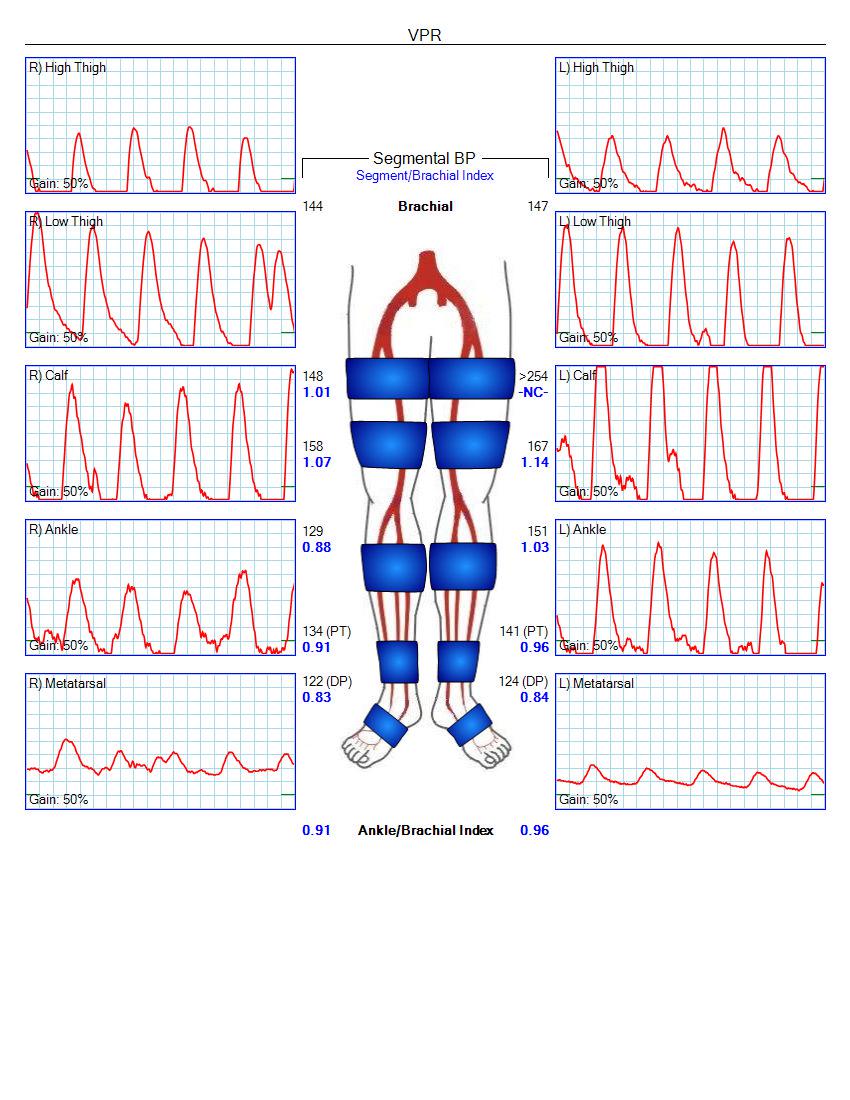 VPR
R) High Thigh
Gain: 50%
L) High Thigh
Gain: 50%
Segmental BP
Segment/Brachial Index
144 Brachial 147
R) Low Thigh
Gain: 50%
L) Low Thigh
Gain: 50%
R) Calf
Gain: 50%
148
1.01
>254
-NC-
L) Calf
Gain: 50%
158
1.07
167
1.14
R) Ankle
Gain: 50%
129
0.88
151
1.03
L) Ankle
Gain: 50%
134 (PT)
0.91
141 (PT)
0.96
R) Metatarsal
Gain: 50%
122 (DP)
0.83
124 (DP)
0.84
L) Metatarsal
Gain: 50%
0.91 Ankle/Brachial Index 0.96